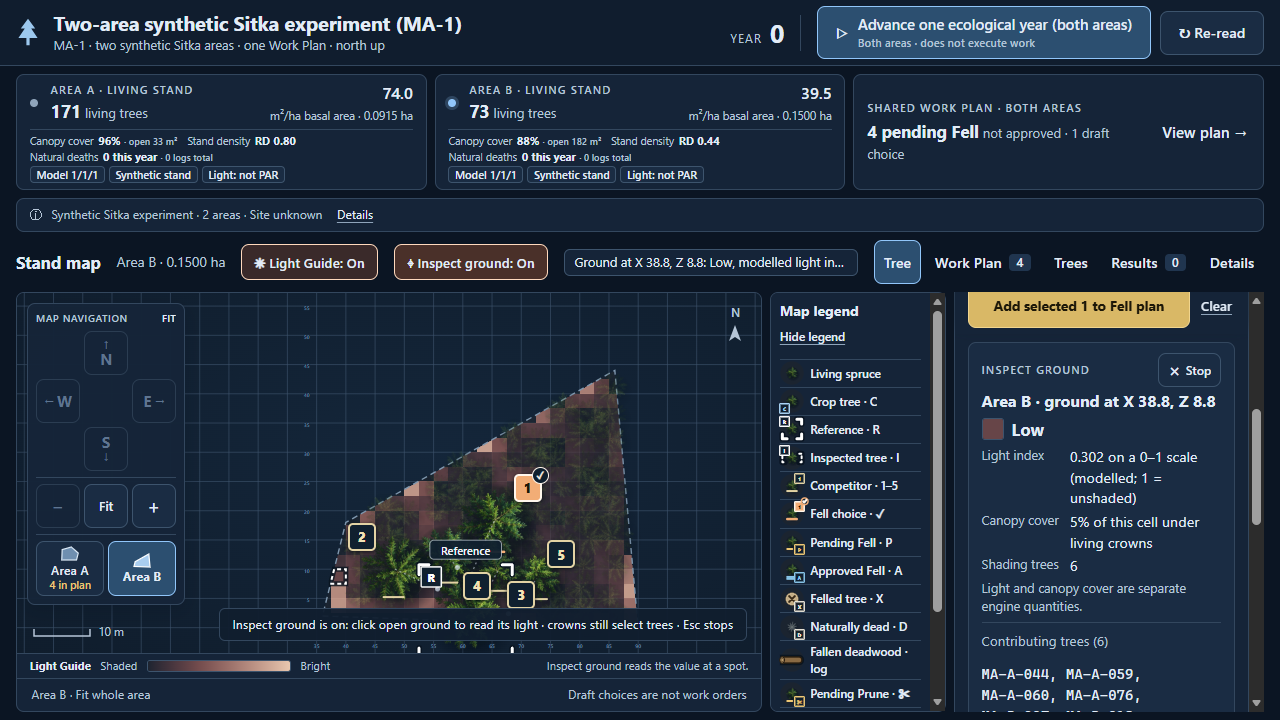 Two-area synthetic Sitka experiment (MA-1)
MA-1 · two synthetic Sitka areas · one Work Plan · north up
YEAR 0
Advance one ecological year (both areas)
Both areas · does not execute work
↻ Re-read
AREA A · LIVING STAND
74.0
171 living trees
m²/ha basal area · 0.0915 ha
Canopy cover 96% · open 33 m² Stand density RD 0.80
Natural deaths 0 this year · 0 logs total
Model 1/1/1 Synthetic stand Light: not PAR
AREA B · LIVING STAND
39.5
73 living trees
m²/ha basal area · 0.1500 ha
Canopy cover 88% · open 182 m² Stand density RD 0.44
Natural deaths 0 this year · 0 logs total
Model 1/1/1 Synthetic stand Light: not PAR
SHARED WORK PLAN · BOTH AREAS
4 pending Fell not approved · 1 draft
choice
View plan →
Synthetic Sitka experiment · 2 areas · Site unknown Details
Stand map Area B · 0.1500 ha
Light Guide: On
Inspect ground: On
Ground at X 38.8, Z 8.8: Low, modelled light in...
Tree
Work Plan 4
Trees
Results 0
Details
MAP NAVIGATION FIT
↑
N
←W
E→
S
↓
−
Fit
+
Area A
4 in plan
Area B
10 m
N
1
✓
2
Reference
5
R
4
3
Inspect ground is on: click open ground to read its light · crowns still select trees · Esc stops
Light Guide Shaded Bright
Inspect ground reads the value at a spot.
Area B · Fit whole area
Draft choices are not work orders
Map legend
Hide legend
Living spruce
Crop tree · C
Reference · R
Inspected tree · I
Competitor · 1–5
Fell choice · ✓
Pending Fell · P
Approved Fell · A
Felled tree · X
Naturally dead · D
Fallen deadwood ·
log
Pending Prune · ✂
Add selected 1 to Fell plan
Clear
INSPECT GROUND
× Stop
Area B · ground at X 38.8, Z 8.8
Low
Light index 0.302 on a 0–1 scale
(modelled; 1 =
unshaded)
Canopy cover 5% of this cell under
living crowns
Shading trees 6
Light and canopy cover are separate
engine quantities.
Contributing trees (6)
MA-A-044, MA-A-059,
MA-A-060, MA-A-076,